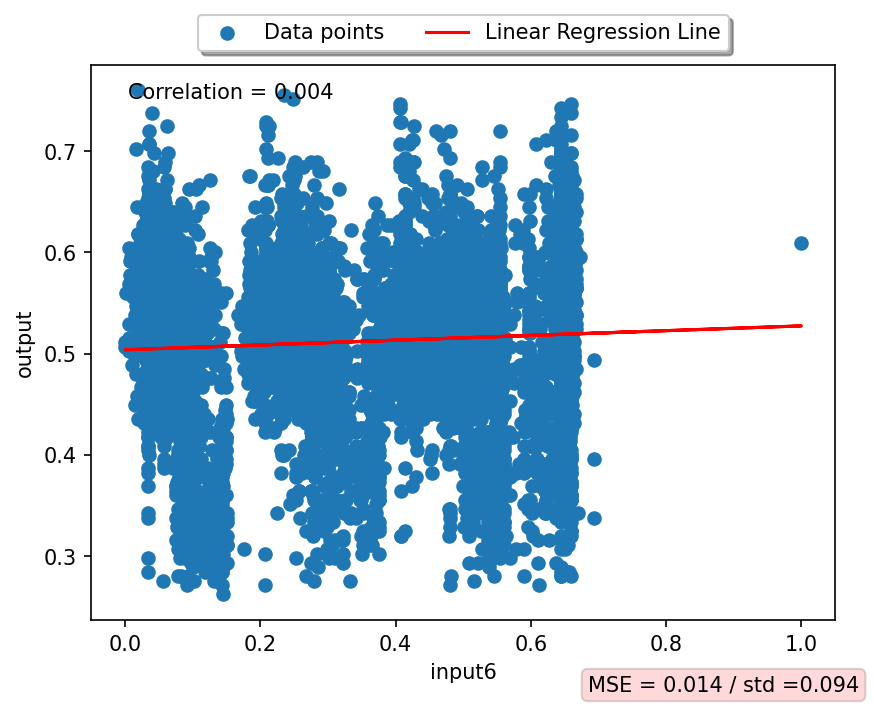 Data points
Linear Regression Line
Correlation = 0.004
output
0.7
0.6
0.5
0.4
0.3
0.0
0.2
0.4
0.6
0.8
1.0
input6
MSE = 0.014 / std =0.094